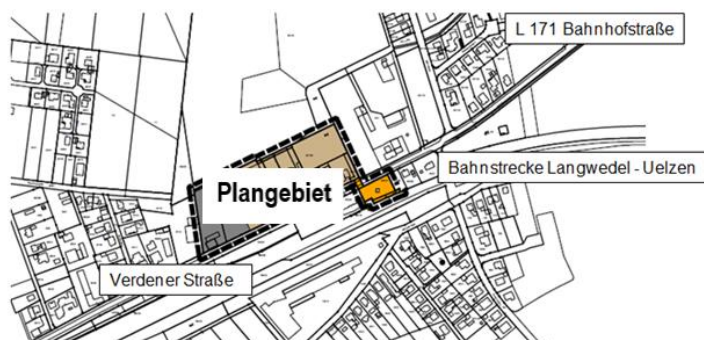 L 171 Bahnhofstraße
Bahnstrecke Langwedel - Uelzen
Plangebiet
Verdener Straße